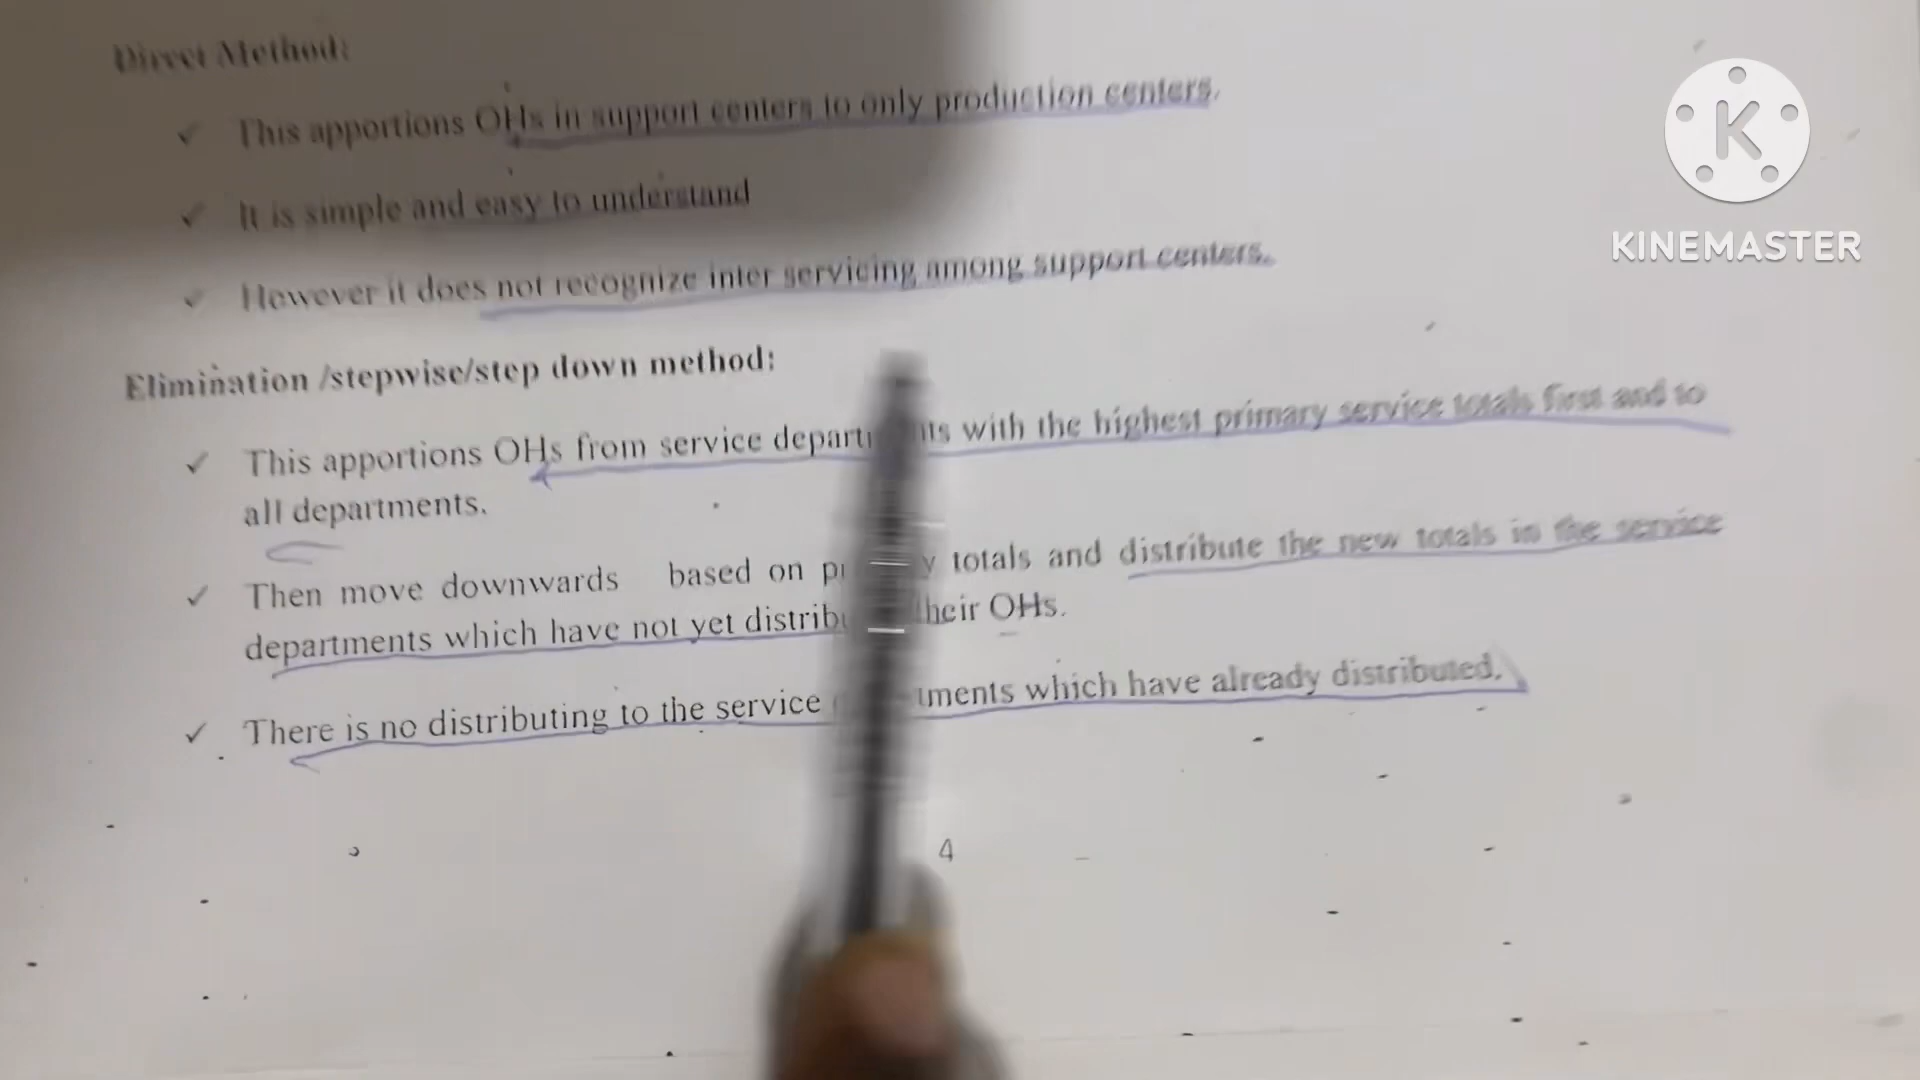 Direct Method:
✓ This apportions OHs in support centers to only production centers.
✓ It is simple and easy to understand
✓ However it does not recognize inter servicing among support centers.
Elimination /stepwise/step down method:
✓ This apportions OHs from service departments with the highest primary service totals first and to
all departments.
✓ Then move downwards based on totals and distribute the new totals in the service
departments which have not yet their OHs.
✓ There is no distributing to the service which have already distributed.
4
K
KINEMASTER